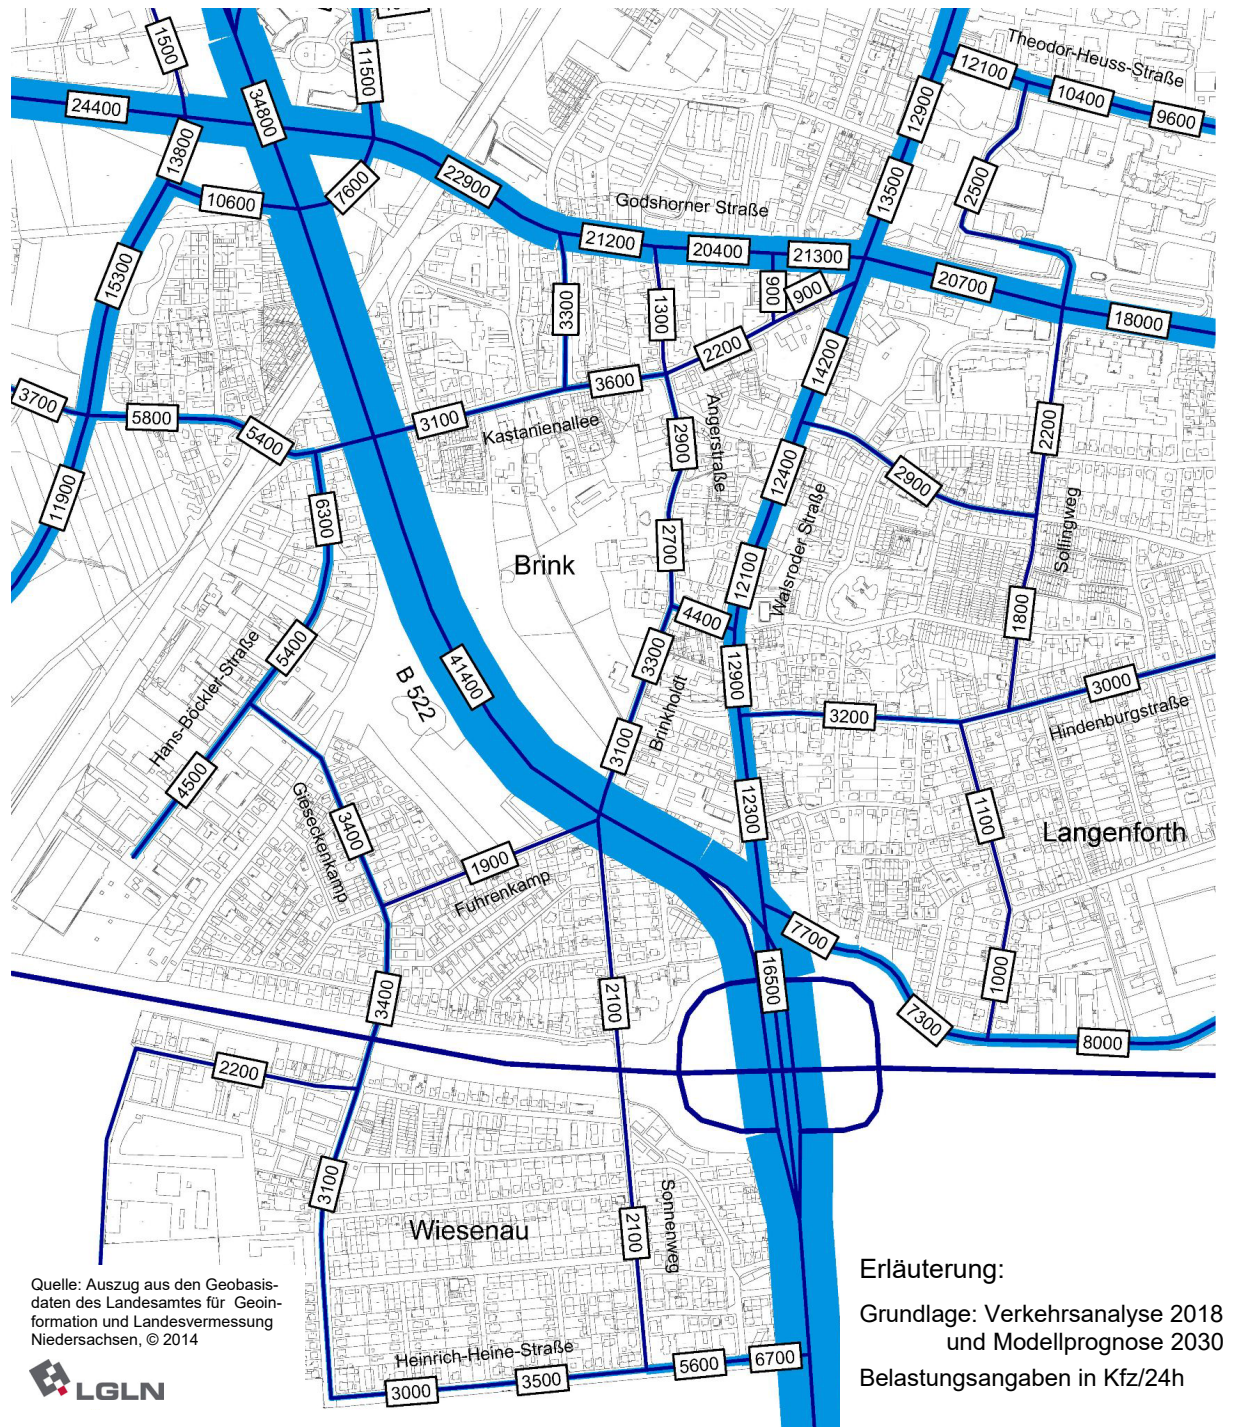 1500
11500
34800
24400
13800
10600
7600
22900
15300
Godshorner Straße
21200
20400
21300
900
900
3300
1300
2200
3600
3100
Kastanienallee
3700
5800
5400
11900
6300
2900
Angerstraße
2700
Brink
Theodor-Heuss-Straße
12100
10400
9600
12900
13500
2500
20700
18000
14200
12400
2900
2200
Walsroder Straße
Sollingweg
12100
4400
1800
12900
3300
3100
Brinkholdt
3200
3000
Hindenburgstraße
41400
B 522
5400
Hans-Böckler-Straße
4500
Gieseckenkamp
3400
1900
Fuhrenkamp
12300
1100
Langenforth
7700
16500
1000
7300
8000
3400
2100
2200
3100
Wiesenau
2100
Sonnenweg
Heinrich-Heine-Straße
3000
3500
5600
6700
Quelle: Auszug aus den Geobasis-
daten des Landesamtes für Geoin-
formation und Landesvermessung
Niedersachsen, © 2014
LGLN
Erläuterung:
Grundlage: Verkehrsanalyse 2018
und Modellprognose 2030
Belastungsangaben in Kfz/24h